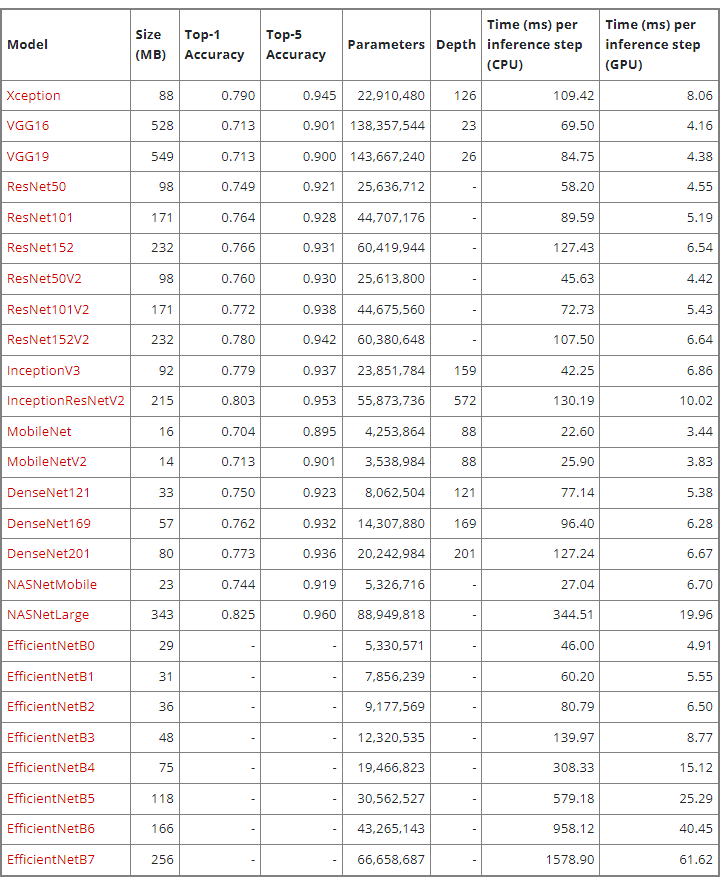 Model Size (MB) Top-1 Accuracy Top-5 Accuracy Parameters Depth Time (ms) per inference step (CPU) Time (ms) per inference step (GPU)
Xception 88 0.790 0.945 22,910,480 126 109.42 8.06
VGG16 528 0.713 0.901 138,357,544 23 69.50 4.16
VGG19 549 0.713 0.900 143,667,240 26 84.75 4.38
ResNet50 98 0.749 0.921 25,636,712 - 58.20 4.55
ResNet101 171 0.764 0.928 44,707,176 - 89.59 5.19
ResNet152 232 0.766 0.931 60,419,944 - 127.43 6.54
ResNet50V2 98 0.760 0.930 25,613,800 - 45.63 4.42
ResNet101V2 171 0.772 0.938 44,675,560 - 72.73 5.43
ResNet152V2 232 0.780 0.942 60,380,648 - 107.50 6.64
InceptionV3 92 0.779 0.937 23,851,784 159 42.25 6.86
InceptionResNetV2 215 0.803 0.953 55,873,736 572 130.19 10.02
MobileNet 16 0.704 0.895 4,253,864 88 22.60 3.44
MobileNetV2 14 0.713 0.901 3,538,984 88 25.90 3.83
DenseNet121 33 0.750 0.923 8,062,504 121 77.14 5.38
DenseNet169 57 0.762 0.932 14,307,880 169 96.40 6.28
DenseNet201 80 0.773 0.936 20,242,984 201 127.24 6.67
NASNetMobile 23 0.744 0.919 5,326,716 - 27.04 6.70
NASNetLarge 343 0.825 0.960 88,949,818 - 344.51 19.96
EfficientNetB0 29 - - 5,330,571 - 46.00 4.91
EfficientNetB1 31 - - 7,856,239 - 60.20 5.55
EfficientNetB2 36 - - 9,177,569 - 80.79 6.50
EfficientNetB3 48 - - 12,320,535 - 139.97 8.77
EfficientNetB4 75 - - 19,466,823 - 308.33 15.12
EfficientNetB5 118 - - 30,562,527 - 579.18 25.29
EfficientNetB6 166 - - 43,265,143 - 958.12 40.45
EfficientNetB7 256 - - 66,658,687 - 1578.90 61.62